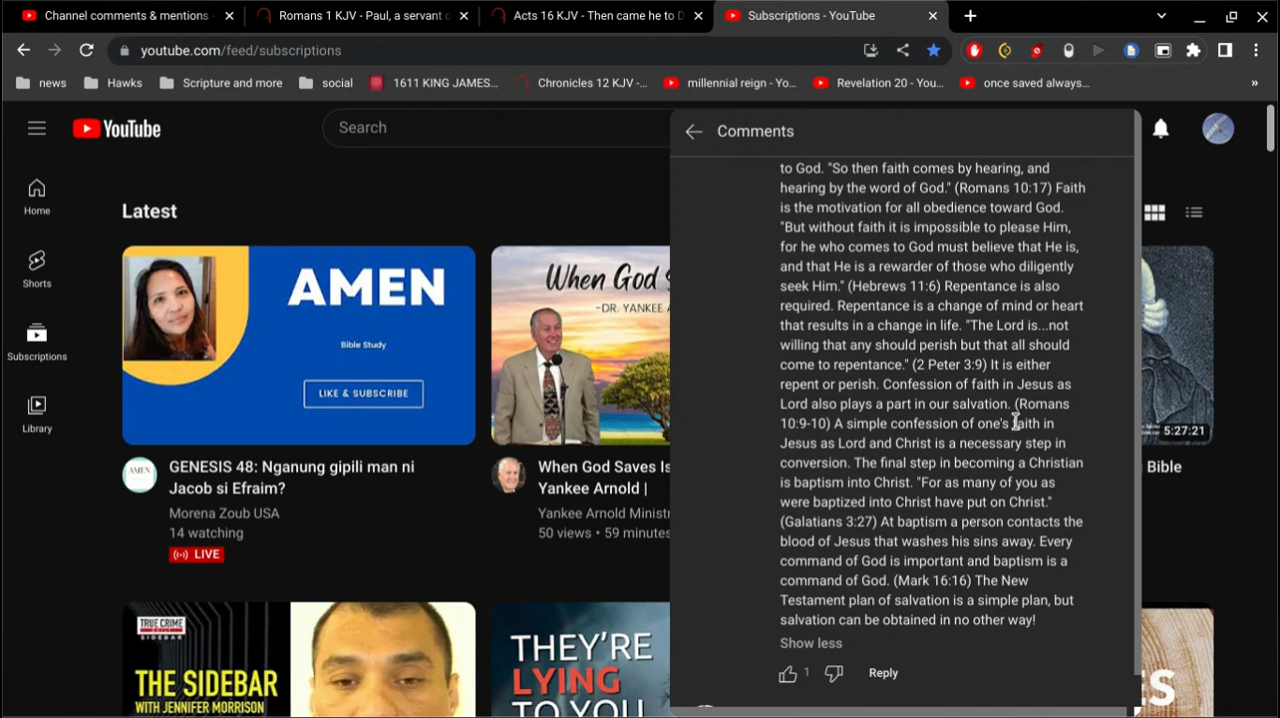 Channel comments & mentions -
Romans 1 KJV - Paul, a servant o
Acts 16 KJV - Then came he to D
Subscriptions - YouTube
youtube.com/feed/subscriptions
news
Hawks
Scripture and more
social
1611 KING JAMES...
Chronicles 12 KJV -...
millennial reign - Yo...
Revelation 20 - You...
once saved always...
»
YouTube
Search
Comments
Home
Shorts
Subscriptions
Library
Latest
AMEN
Bible Study
LIKE & SUBSCRIBE
AMEN
GENESIS 48: Nganung gipili man ni
Jacob si Efraim?
Morena Zoub USA
14 watching
LIVE
When God S
-DR. YANKEE A
When God Saves Is
Yankee Arnold |
Yankee Arnold Ministr
50 views • 59 minutes
to God. "So then faith comes by hearing, and
hearing by the word of God." (Romans 10:17) Faith
is the motivation for all obedience toward God.
"But without faith it is impossible to please Him,
for he who comes to God must believe that He is,
and that He is a rewarder of those who diligently
seek Him." (Hebrews 11:6) Repentance is also
required. Repentance is a change of mind or heart
that results in a change in life. "The Lord is...not
willing that any should perish but that all should
come to repentance." (2 Peter 3:9) It is either
repent or perish. Confession of faith in Jesus as
Lord also plays a part in our salvation. (Romans
10:9-10) A simple confession of one's faith in
Jesus as Lord and Christ is a necessary step in
conversion. The final step in becoming a Christian
is baptism into Christ. "For as many of you as
were baptized into Christ have put on Christ."
(Galatians 3:27) At baptism a person contacts the
blood of Jesus that washes his sins away. Every
command of God is important and baptism is a
command of God. (Mark 16:16) The New
Testament plan of salvation is a simple plan, but
salvation can be obtained in no other way!
Show less
1
Reply
5:27:21
Bible
TRUE CRIME
DAILY
SIDEBAR
THE SIDEBAR
WITH JENNIFER MORRISON
THEY'RE
LYING
TO YOU
ES